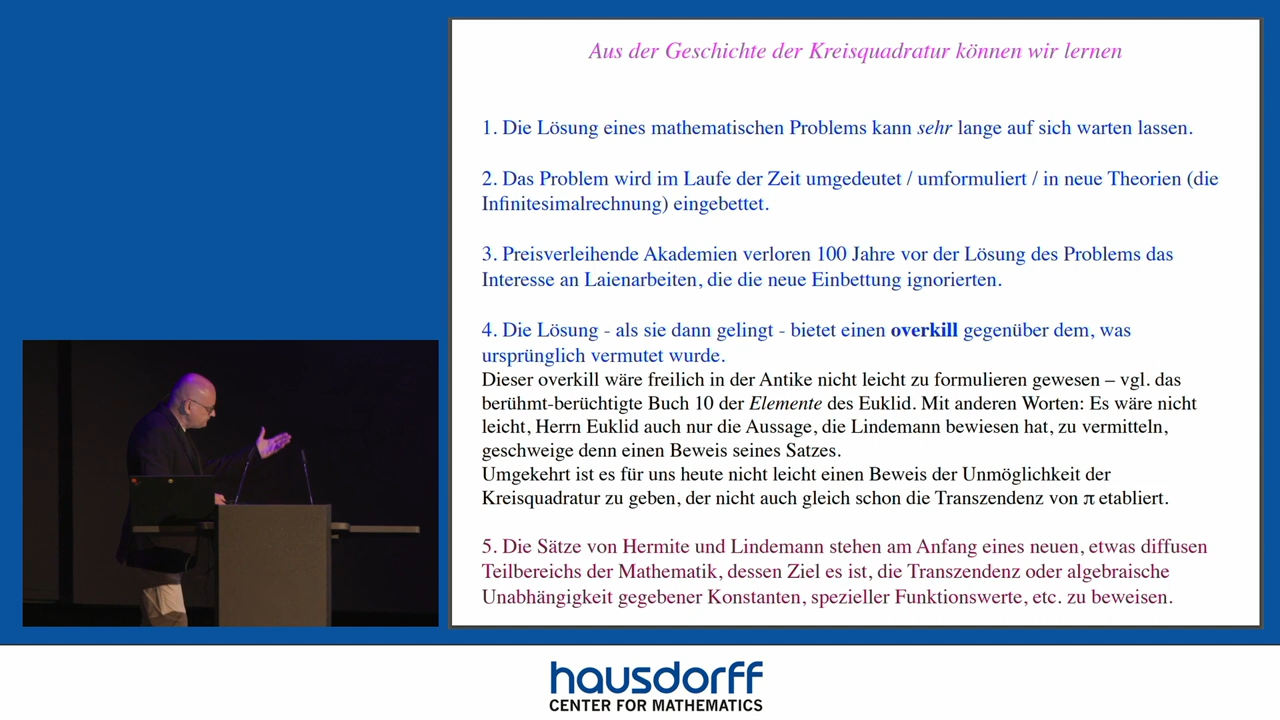 Aus der Geschichte der Kreisquadratur können wir lernen
1. Die Lösung eines mathematischen Problems kann sehr lange auf sich warten lassen.
2. Das Problem wird im Laufe der Zeit umgedeutet / umformuliert / in neue Theorien (die
Infinitesimalrechnung) eingebettet.
3. Preisverleihende Akademien verloren 100 Jahre vor der Lösung des Problems das
Interesse an Laienarbeiten, die die neue Einbettung ignorierten.
4. Die Lösung - als sie dann gelingt - bietet einen overkill gegenüber dem, was
ursprünglich vermutet wurde.
Dieser overkill wäre freilich in der Antike nicht leicht zu formulieren gewesen – vgl. das
berühmt-berüchtigte Buch 10 der Elemente des Euklid. Mit anderen Worten: Es wäre nicht
leicht, Herrn Euklid auch nur die Aussage, die Lindemann bewiesen hat, zu vermitteln,
geschweige denn einen Beweis seines Satzes.
Umgekehrt ist es für uns heute nicht leicht einen Beweis der Unmöglichkeit der
Kreisquadratur zu geben, der nicht auch gleich schon die Transzendenz von π etabliert.
5. Die Sätze von Hermite und Lindemann stehen am Anfang eines neuen, etwas diffusen
Teilbereichs der Mathematik, dessen Ziel es ist, die Transzendenz oder algebraische
Unabhängigkeit gegebener Konstanten, spezieller Funktionswerte, etc. zu beweisen.
hausdorff
CENTER FOR MATHEMATICS